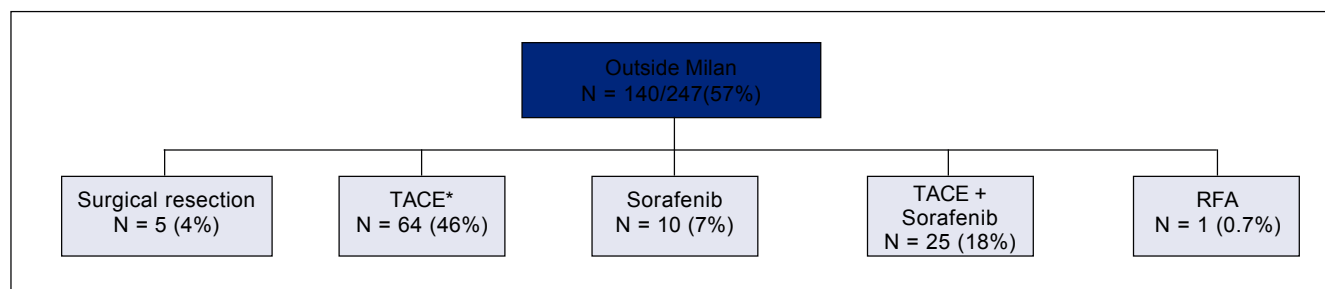 Outside Milan
N = 140/247(57%)
Surgical resection
N = 5 (4%)
TACE*
N = 64 (46%)
Sorafenib
N = 10 (7%)
TACE +
Sorafenib
N = 25 (18%)
RFA
N = 1 (0.7%)